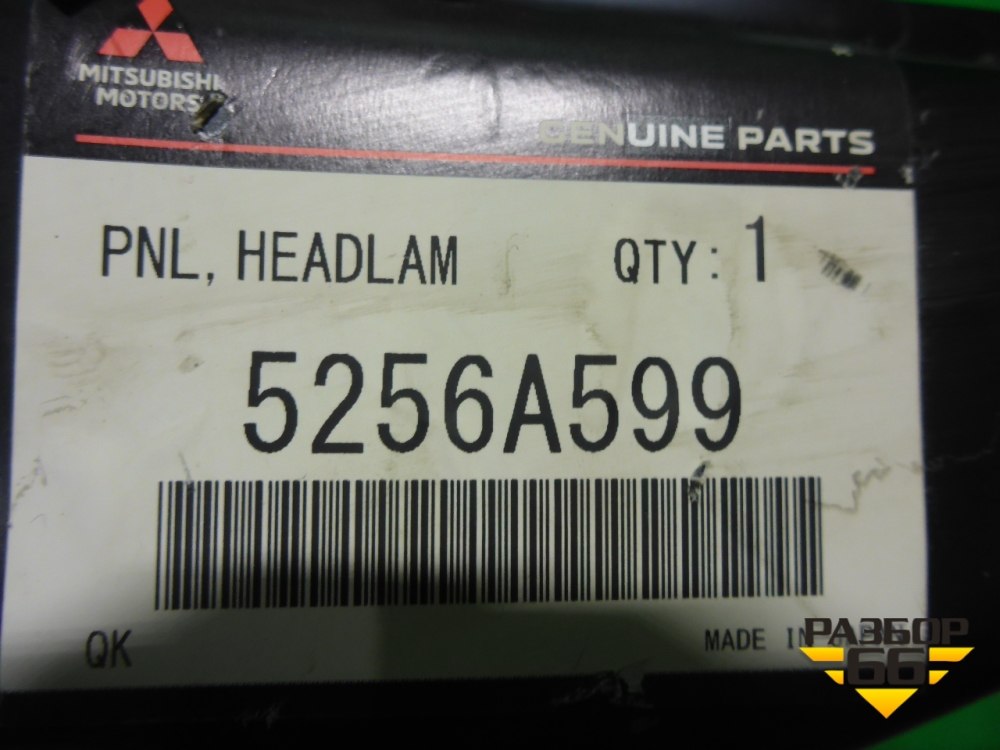 MITSUBISHI
MOTORS
GENUINE PARTS
PNL, HEADLAM QTY: 1
5256A599
QK
MADE IN
РАЗБОР
66